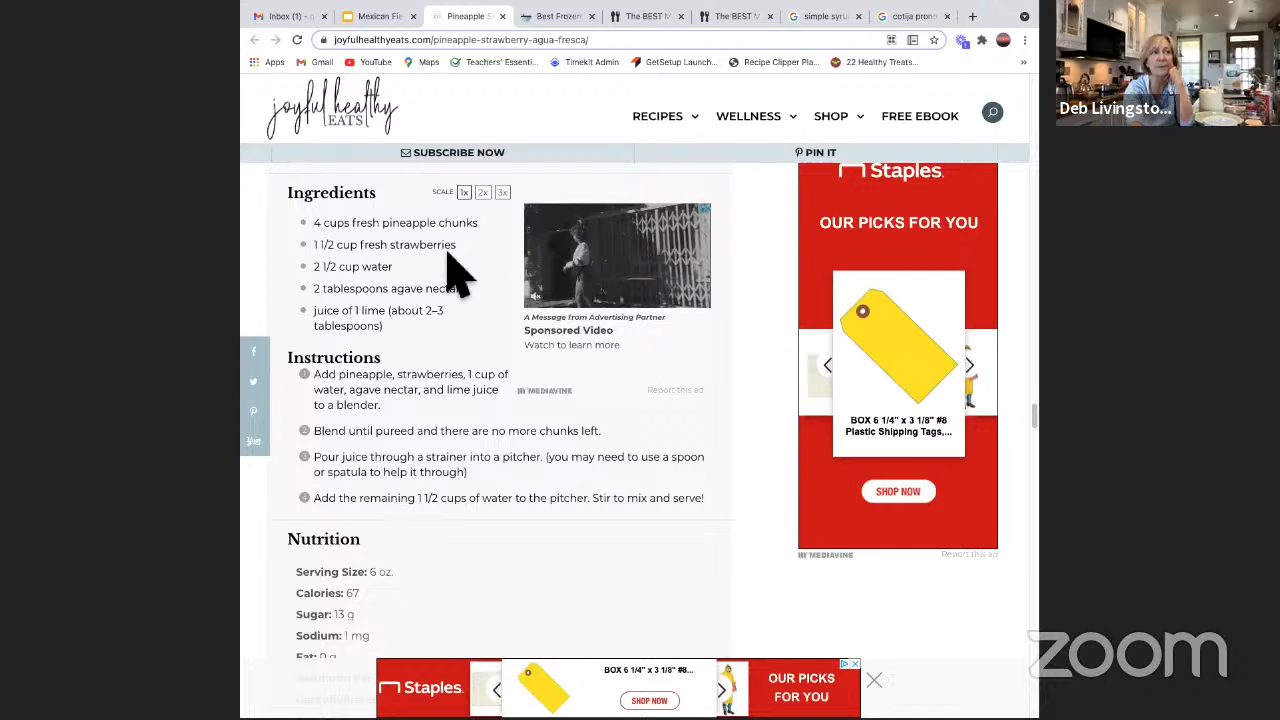 Inbox (1) - g
Mexican Fie
Pineapple S
Best Frozen
The BEST M
The BEST M
simple syru
cotija prono
joyfulhealthyeats.com/pineapple-strawberry-agua-fresca/
Apps
Gmail
YouTube
Maps
Teachers' Essenti...
Timekit Admin
GetSetup Launch...
Recipe Clipper Pla...
22 Healthy Treats...
Deb Livingsto...
joyful healthy
EATS
RECIPES
WELLNESS
SHOP
FREE EBOOK
SUBSCRIBE NOW
PIN IT
Ingredients
SCALE 1x 2x 3x
4 cups fresh pineapple chunks
1 1/2 cup fresh strawberries
2 1/2 cup water
2 tablespoons agave nectar
juice of 1 lime (about 2–3
tablespoons)
A Message from Advertising Partner
Sponsored Video
Watch to learn more
MEDIAVINE
Report this ad
Instructions
1 Add pineapple, strawberries, 1 cup of
water, agave nectar, and lime juice
to a blender.
2 Blend until pureed and there are no more chunks left.
3 Pour juice through a strainer into a pitcher. (you may need to use a spoon
or spatula to help it through)
4 Add the remaining 1 1/2 cups of water to the pitcher. Stir to mix and serve!
Nutrition
Serving Size: 6 oz.
Calories: 67
Sugar: 13 g
Sodium: 1 mg
Fat: 0 g
Yum
Staples.
OUR PICKS FOR YOU
BOX 6 1/4" x 3 1/8" #8
Plastic Shipping Tags,...
SHOP NOW
MEDIAVINE
Report this ad
Staples.
BOX 6 1/4" x 3 1/8" #8...
SHOP NOW
OUR PICKS
FOR YOU
zoom